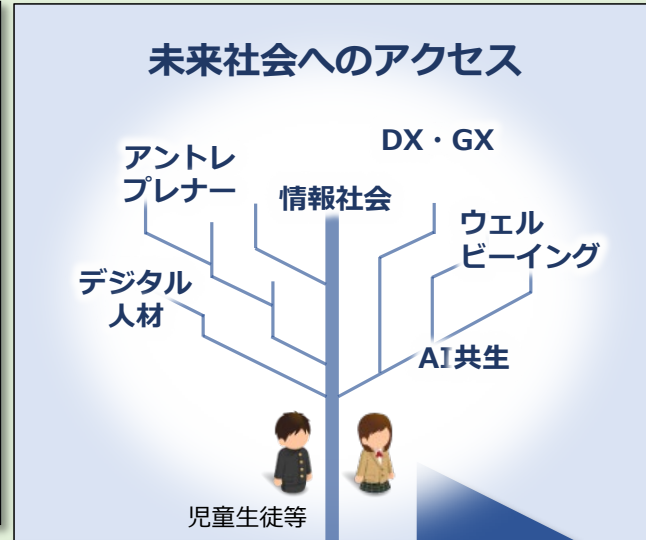 未来社会へのアクセス
DX・GX
アントレ
プレナー
情報社会
ウェル
ビーイング
デジタル
人材
AI共生
児童生徒等